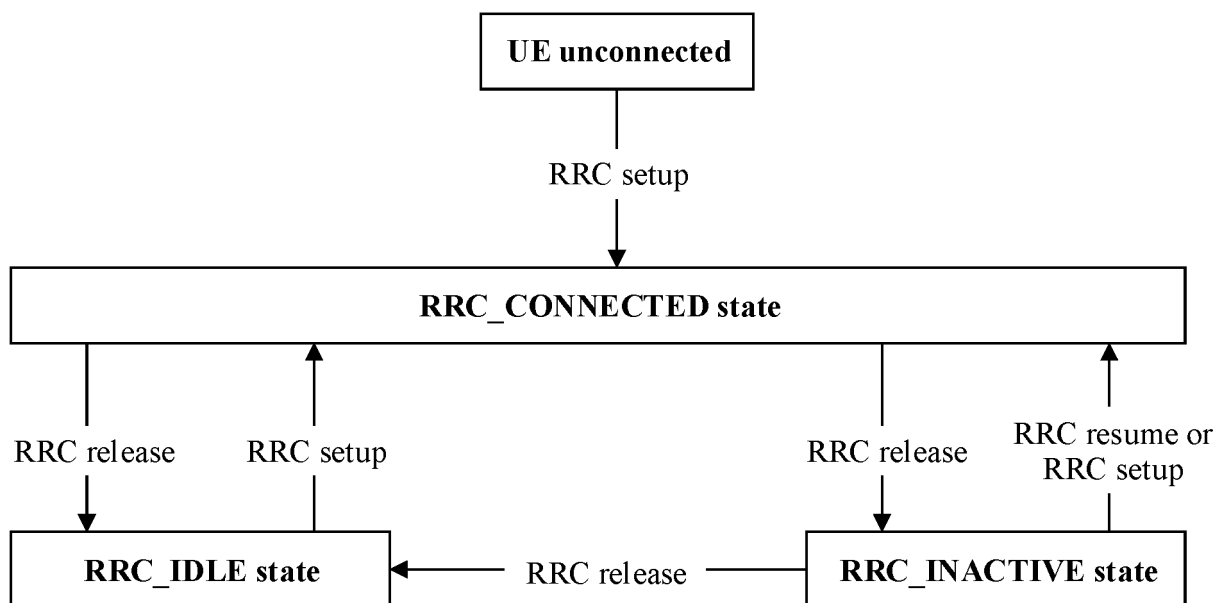 UE unconnected
RRC setup
RRC_CONNECTED state
RRC release
RRC setup
RRC release
RRC resume or
RRC setup
RRC_IDLE state
RRC release
RRC_INACTIVE state